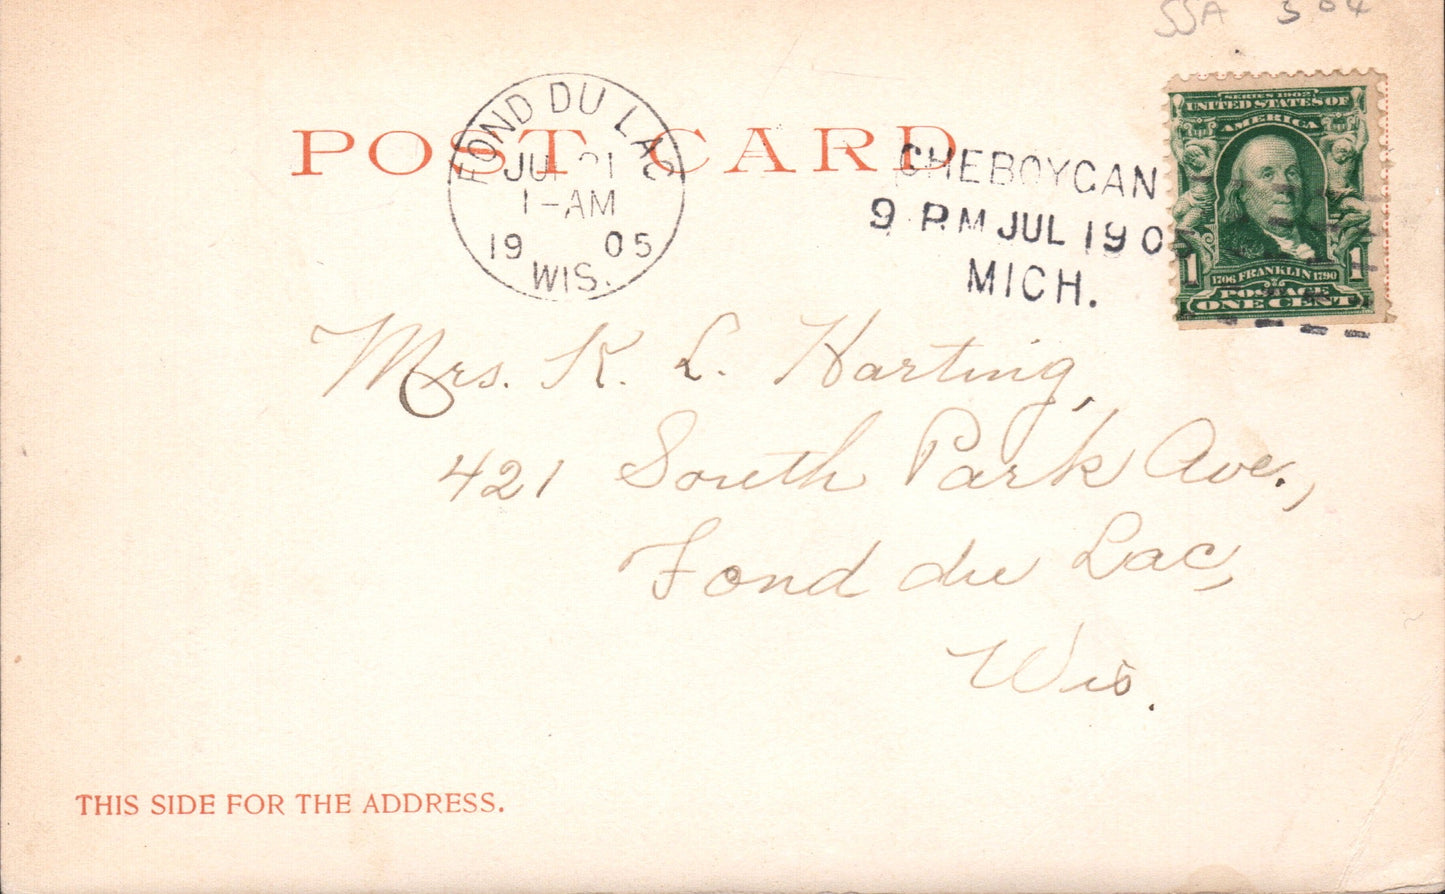 SSA 304
POST CARD
FOND DU LAC
JUL 21
1-AM
19 05
WIS.
CHEBOYGAN
9 PM JUL 19 05
MICH.
SERIES 1902
UNITED STATES OF
AMERICA
1706 FRANKLIN 1790
1 POSTAGE 1
ONE CENT
Mrs. K. L. Harting,
421 South Park Ave.,
Fond du Lac,
Wis.
THIS SIDE FOR THE ADDRESS.